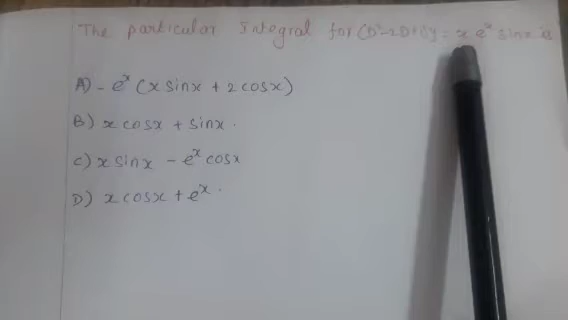 The particular Integral for (D²-2D+1)y = x eˣ sinx is
A) - eˣ (x sinx + 2 cosx)
B) x cosx + sinx.
C) x sinx - eˣ cosx
D) x cosx + eˣ.